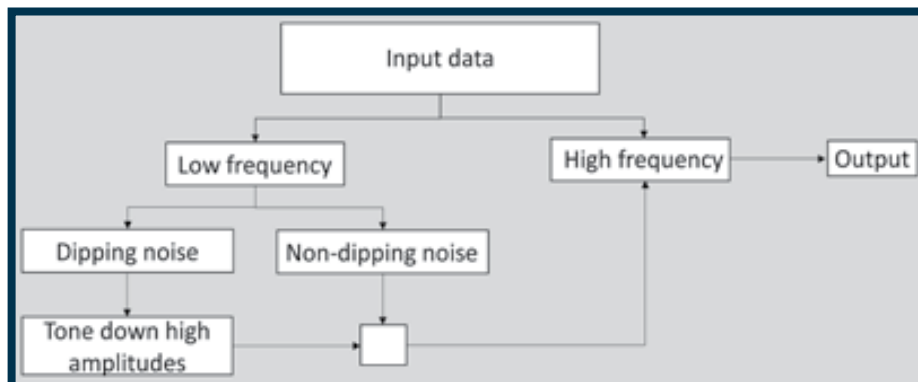 Input data
Low frequency
High frequency
Output
Dipping noise
Non-dipping noise
Tone down high
amplitudes